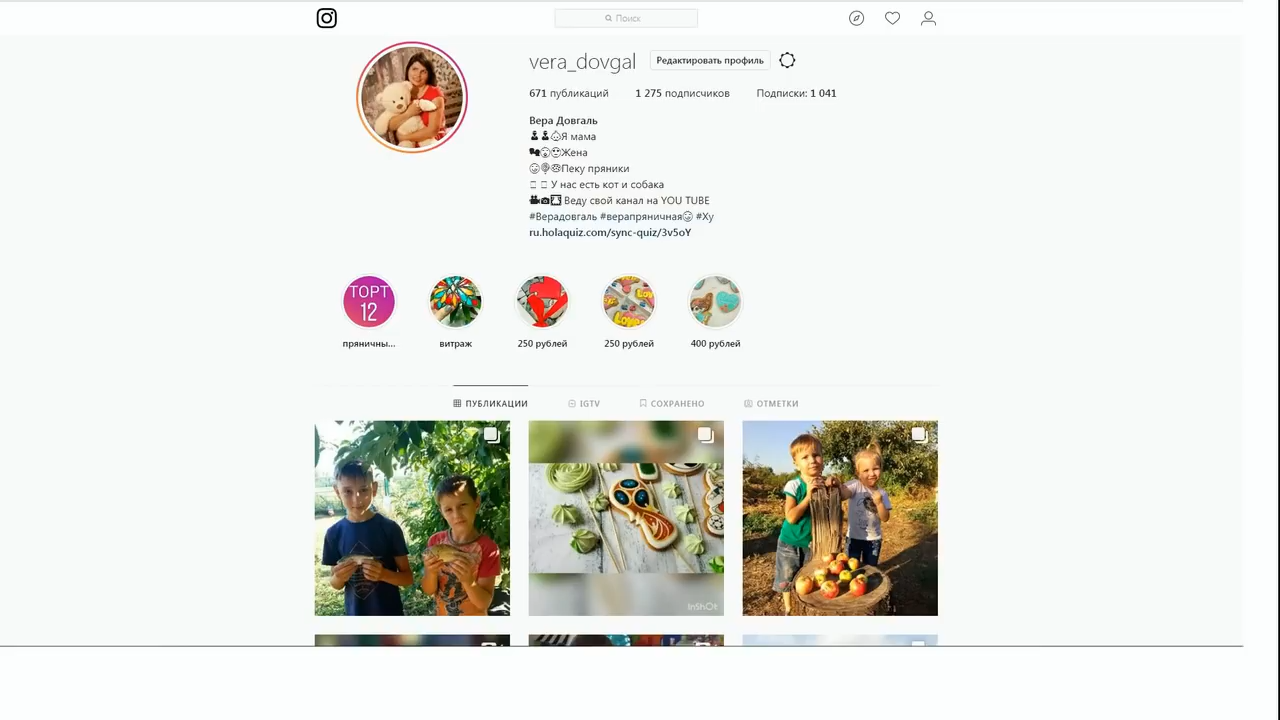 Поиск
vera_dovgal
Редактировать профиль
671 публикаций
1 275 подписчиков
Подписки: 1 041
Вера Довгаль
Я мама
Жена
Пеку пряники
У нас есть кот и собака
Веду свой канал на YOU TUBE
#Верадовгаль #верапряничная #Ху
ru.holaquiz.com/sync-quiz/3v5oY
ТОРТ
12
пряничны...
витраж
250 рублей
250 рублей
400 рублей
ПУБЛИКАЦИИ
IGTV
СОХРАНЕНО
ОТМЕТКИ
InShOt